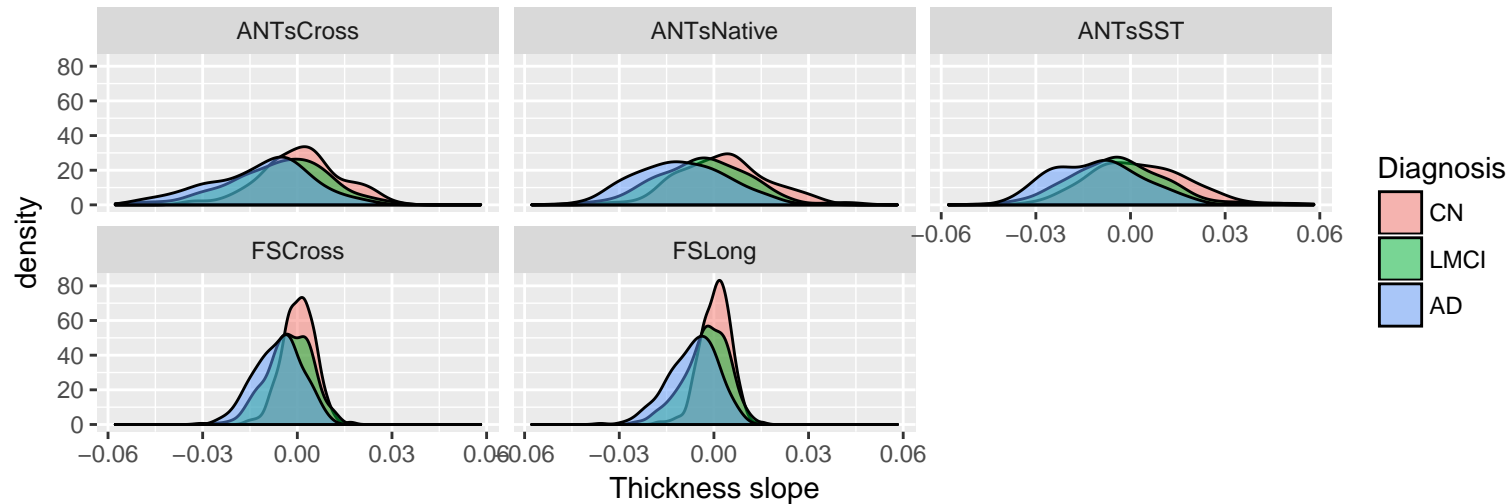 ANTsCross ANTsNative ANTsSST
80
60
40
20
0
−0.06 −0.03 0.00 0.03 0.06
FSCross FSLong
80
60
40
20
0
−0.06 −0.03 0.00 0.03 0.06 −0.06 −0.03 0.00 0.03 0.06
Thickness slope
density
Diagnosis
CN
LMCI
AD